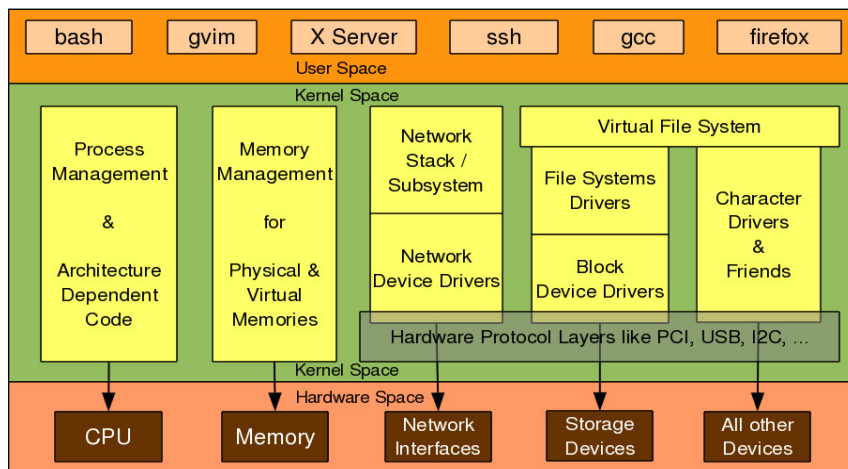 bash
gvim
X Server
ssh
gcc
firefox
User Space
Kernel Space
Process
Management
&
Architecture
Dependent
Code
Memory
Management
for
Physical &
Virtual
Memories
Network
Stack /
Subsystem
Network
Device Drivers
Virtual File System
File Systems
Drivers
Block
Device Drivers
Character
Drivers
&
Friends
Hardware Protocol Layers like PCI, USB, I2C, ...
Kernel Space
Hardware Space
CPU
Memory
Network
Interfaces
Storage
Devices
All other
Devices